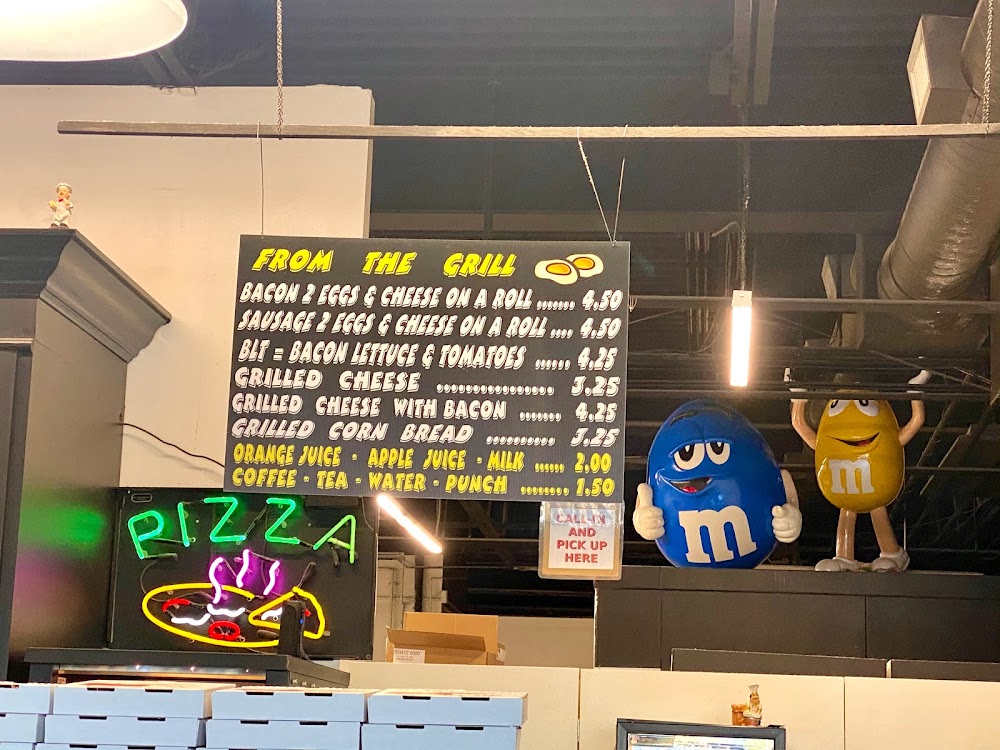 FROM THE GRILL
BACON 2 EGGS & CHEESE ON A ROLL ....... 4.50
SAUSAGE 2 EGGS & CHEESE ON A ROLL .... 4.50
BLT = BACON LETTUCE & TOMATOES ...... 4.25
GRILLED CHEESE ................ 3.25
GRILLED CHEESE WITH BACON ....... 4.25
GRILLED CORN BREAD .......... 3.25
ORANGE JUICE - APPLE JUICE - MILK ...... 2.00
COFFEE - TEA - WATER - PUNCH ........ 1.50
CALL-IN
AND
PICK UP
HERE
PIZZA
m
m